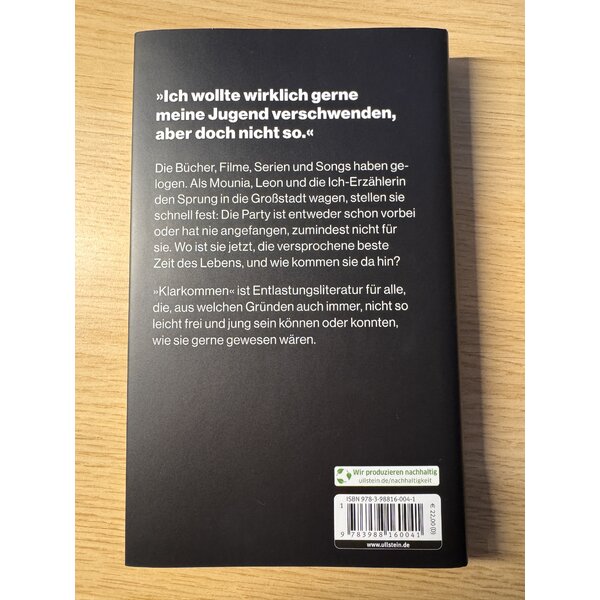 »Ich wollte wirklich gerne
meine Jugend verschwenden,
aber doch nicht so.«
Die Bücher, Filme, Serien und Songs haben ge-
logen. Als Mounia, Leon und die Ich-Erzählerin
den Sprung in die Großstadt wagen, stellen sie
schnell fest: Die Party ist entweder schon vorbei
oder hat nie angefangen, zumindest nicht für
sie. Wo ist sie jetzt, die versprochene beste
Zeit des Lebens, und wie kommen sie da hin?
»Klarkommen« ist Entlastungsliteratur für alle,
die, aus welchen Gründen auch immer, nicht so
leicht frei und jung sein können oder konnten,
wie sie gerne gewesen wären.
Wir produzieren nachhaltig
ullstein.de/nachhaltigkeit
ISBN 978-3-98816-004-1
1
€ 22,00 (D)
9 783988 160041
www.ullstein.de